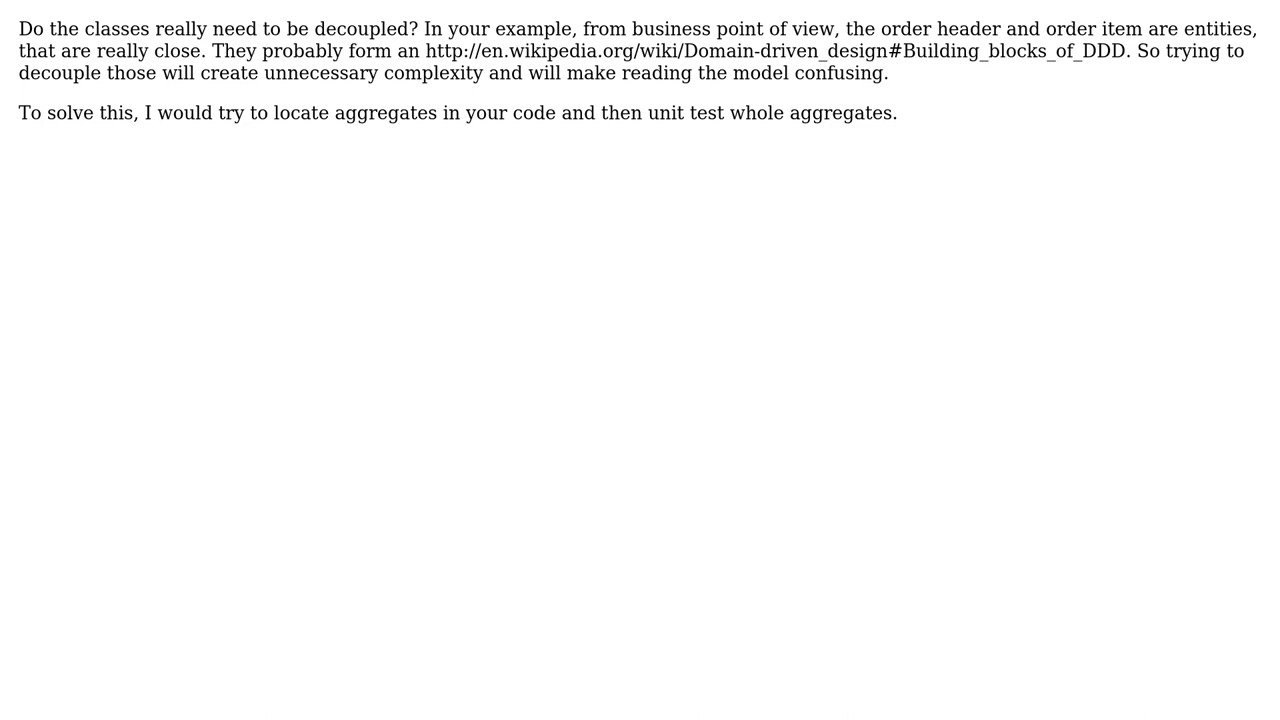 Do the classes really need to be decoupled? In your example, from business point of view, the order header and order item are entities,
that are really close. They probably form an http://en.wikipedia.org/wiki/Domain-driven_design#Building_blocks_of_DDD. So trying to
decouple those will create unnecessary complexity and will make reading the model confusing.
To solve this, I would try to locate aggregates in your code and then unit test whole aggregates.